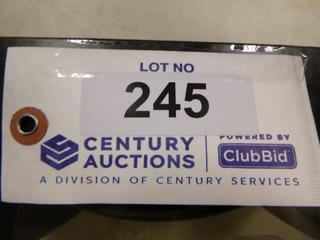 LOT NO
245
CENTURY
AUCTIONS
POWERED BY
ClubBid
A DIVISION OF CENTURY SERVICES